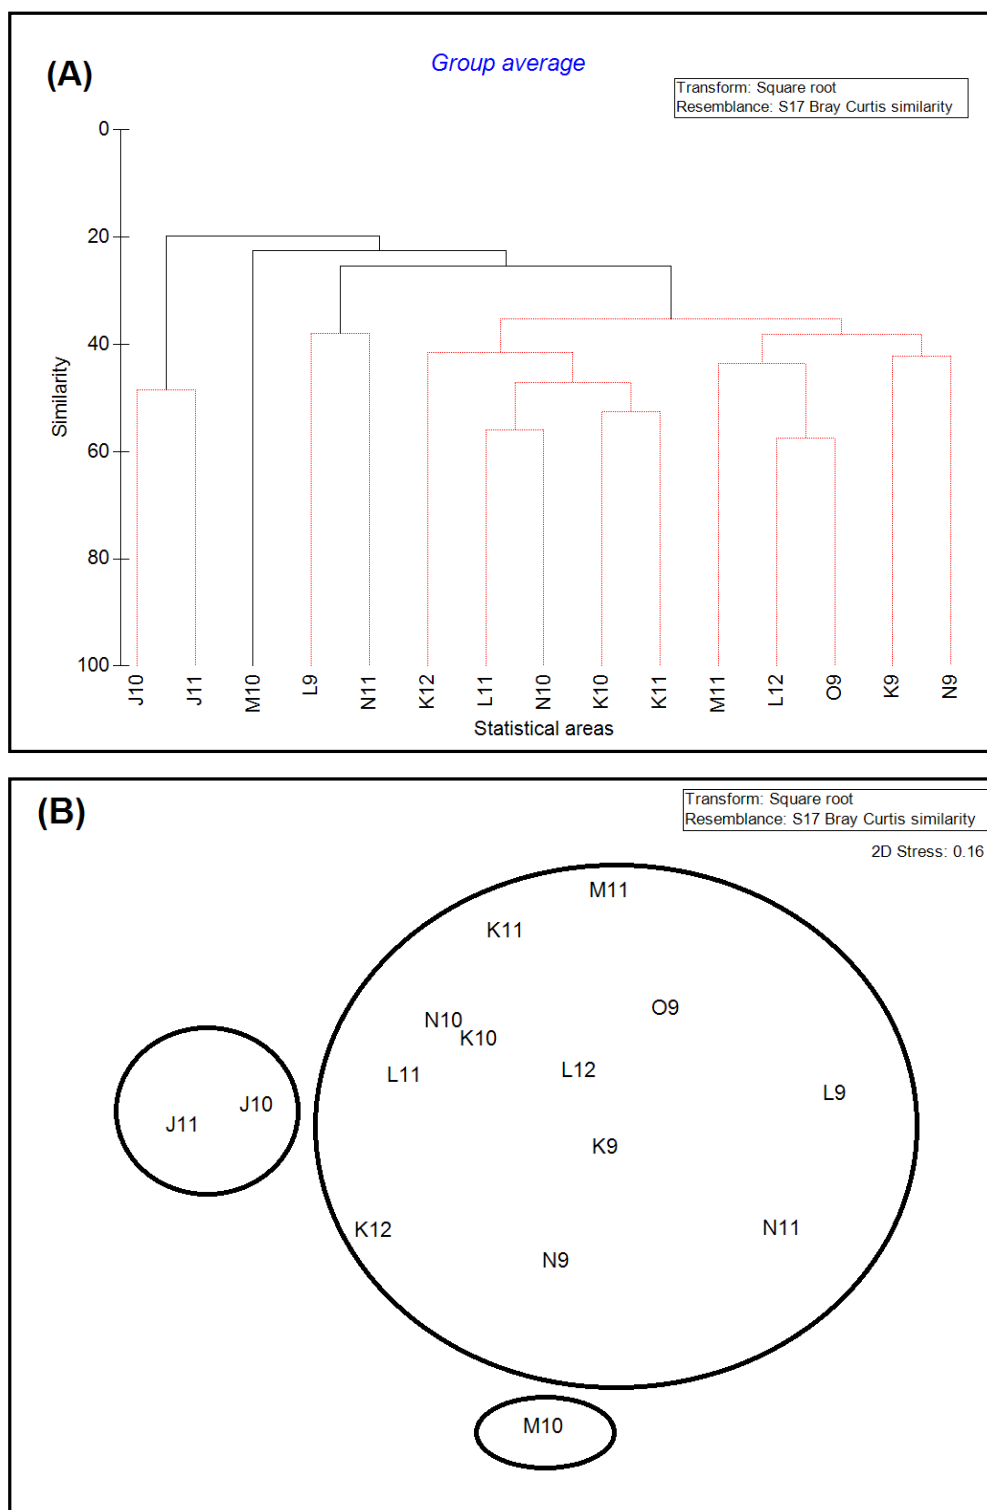 (A)
Group average
Transform: Square root
Resemblance: S17 Bray Curtis similarity
0
20
40
60
80
100
Similarity
J10
J11
M10
L9
N11
K12
L11
N10
K10
K11
M11
L12
O9
K9
N9
Statistical areas
(B)
Transform: Square root
Resemblance: S17 Bray Curtis similarity
2D Stress: 0.16
M11
K11
O9
N10
K10
L12
L11
L9
J10
J11
K9
K12
N11
N9
M10